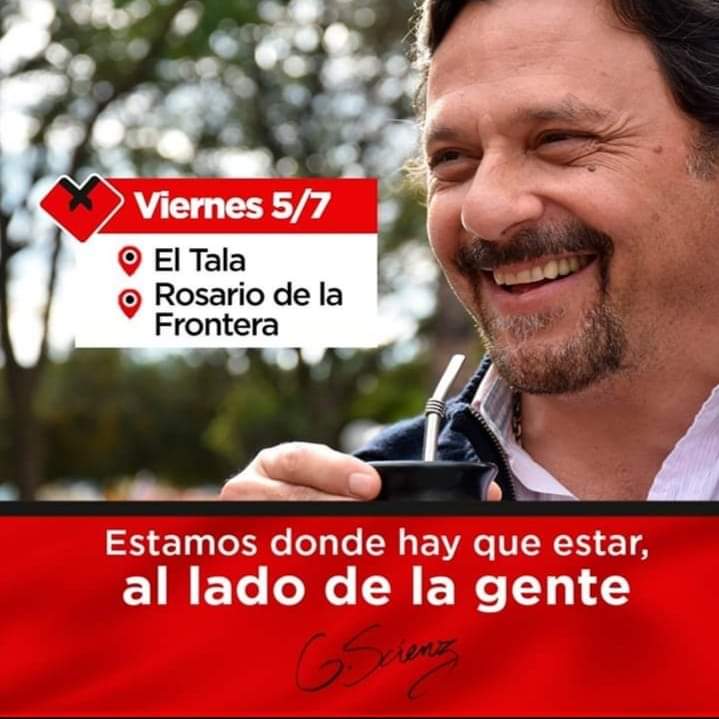 Viernes 5/7
El Tala
Rosario de la
Frontera
Estamos donde hay que estar,
al lado de la gente
G. Sáenz